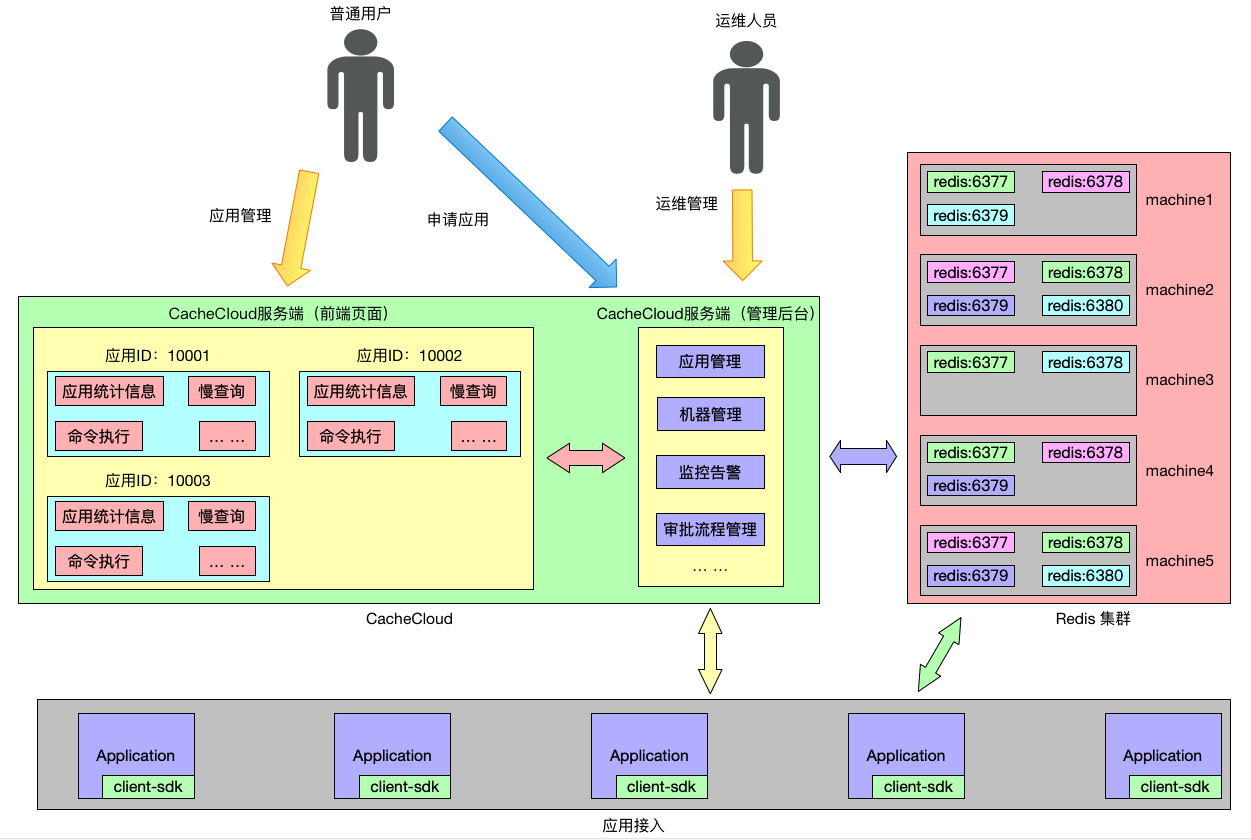 普通用户
运维人员
应用管理
申请应用
运维管理
CacheCloud服务端（前端页面）
应用ID：10001
应用统计信息
慢查询
命令执行
... ...
应用ID：10002
应用统计信息
慢查询
命令执行
... ...
应用ID：10003
应用统计信息
慢查询
命令执行
... ...
CacheCloud服务端（管理后台）
应用管理
机器管理
监控告警
审批流程管理
... ...
CacheCloud
redis:6377
redis:6378
redis:6379
machine1
redis:6377
redis:6378
redis:6379
redis:6380
machine2
redis:6377
redis:6378
machine3
redis:6377
redis:6378
redis:6379
machine4
redis:6377
redis:6378
redis:6379
redis:6380
machine5
Redis 集群
Application
client-sdk
Application
client-sdk
Application
client-sdk
Application
client-sdk
Application
client-sdk
应用接入